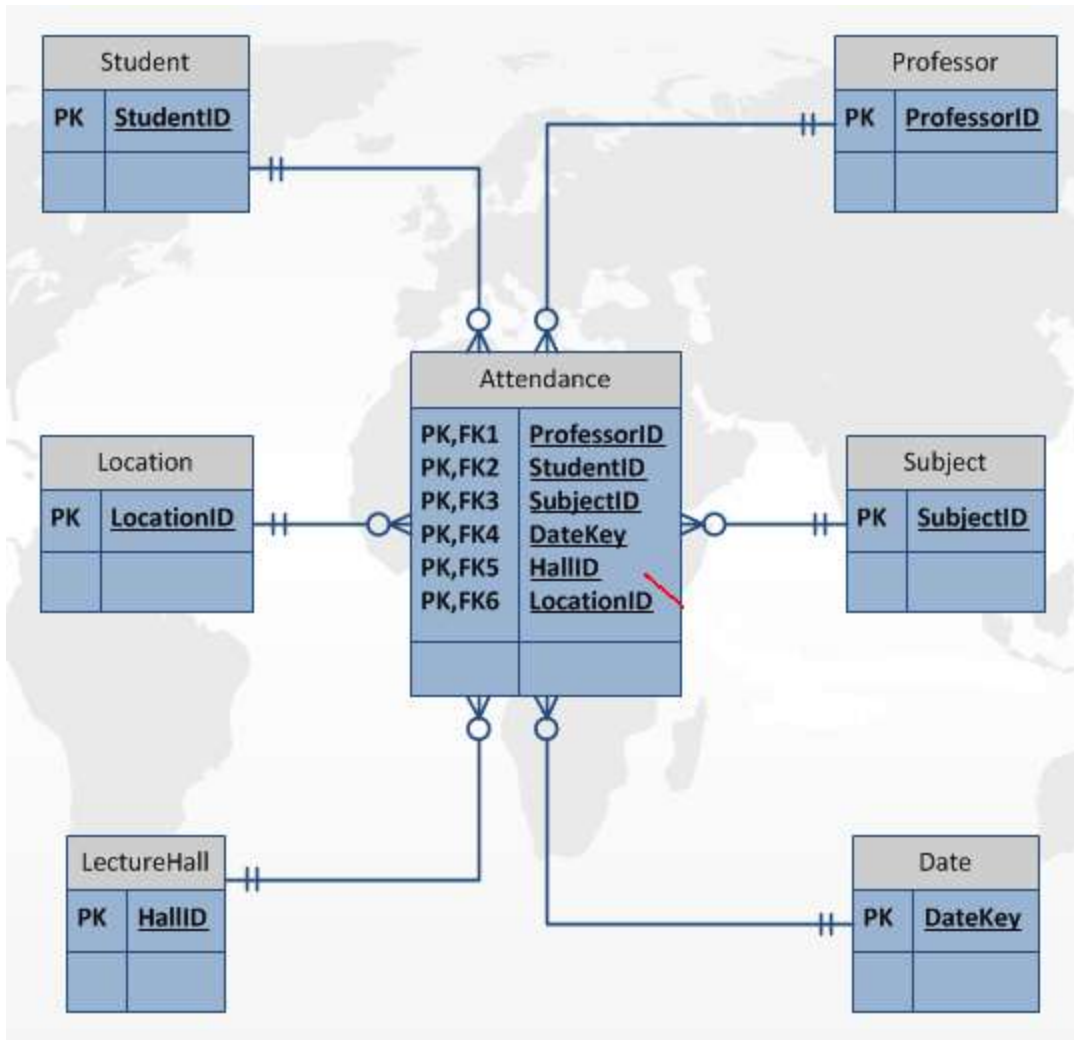 Student
PK StudentID
Professor
PK ProfessorID
Attendance
PK,FK1 ProfessorID
PK,FK2 StudentID
PK,FK3 SubjectID
PK,FK4 DateKey
PK,FK5 HallID
PK,FK6 LocationID
Location
PK LocationID
Subject
PK SubjectID
LectureHall
PK HallID
Date
PK DateKey